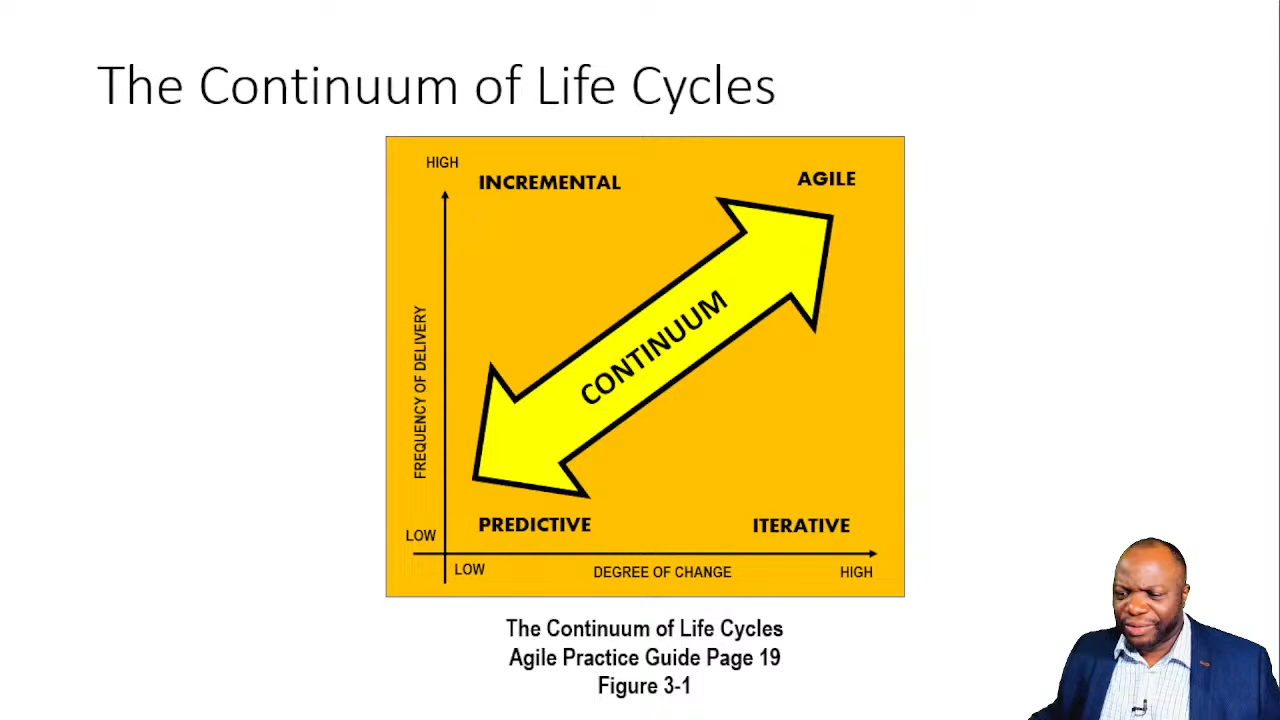 The Continuum of Life Cycles
HIGH
INCREMENTAL
AGILE
CONTINUUM
FREQUENCY OF DELIVERY
PREDICTIVE
ITERATIVE
LOW
LOW
DEGREE OF CHANGE
HIGH
The Continuum of Life Cycles
Agile Practice Guide Page 19
Figure 3-1